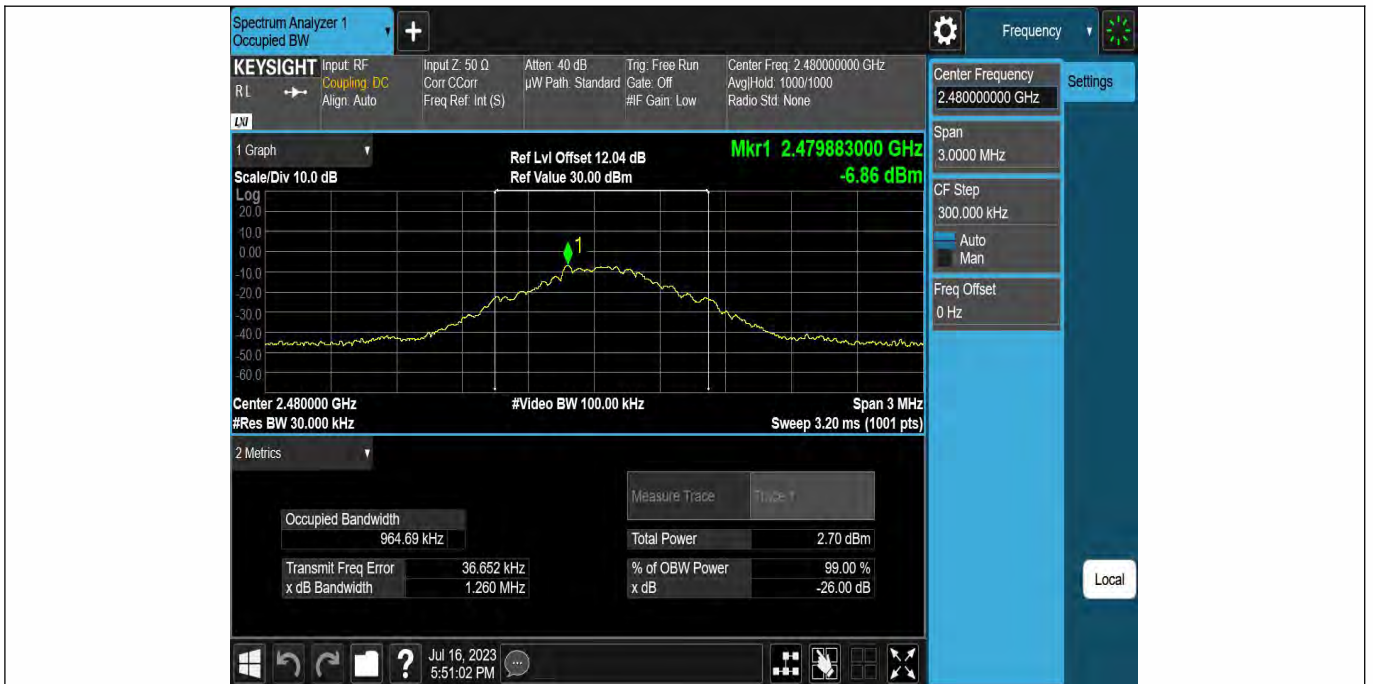 Spectrum Analyzer 1
Occupied BW
Frequency
KEYSIGHT
R L
LXI
Input: RF
Coupling: DC
Align: Auto
Input Z: 50 Ω
Corr CCorr
Freq Ref: Int (S)
Atten: 40 dB
µW Path: Standard
Trig: Free Run
Gate: Off
#IF Gain: Low
Center Freq: 2.480000000 GHz
Avg|Hold: 1000/1000
Radio Std: None
Center Frequency
2.480000000 GHz
Settings
Span
3.0000 MHz
CF Step
300.000 kHz
Auto
Man
Freq Offset
0 Hz
Local
1 Graph
Scale/Div 10.0 dB
Ref Lvl Offset 12.04 dB
Ref Value 30.00 dBm
Mkr1 2.479883000 GHz
-6.86 dBm
Log
20.0
10.0
0.00
-10.0
-20.0
-30.0
-40.0
-50.0
-60.0
1
Center 2.480000 GHz
#Res BW 30.000 kHz
#Video BW 100.00 kHz
Span 3 MHz
Sweep 3.20 ms (1001 pts)
2 Metrics
Measure Trace
Trace 1
Occupied Bandwidth
964.69 kHz
Total Power 2.70 dBm
Transmit Freq Error 36.652 kHz
% of OBW Power 99.00 %
x dB Bandwidth 1.260 MHz
x dB -26.00 dB
Jul 16, 2023
5:51:02 PM